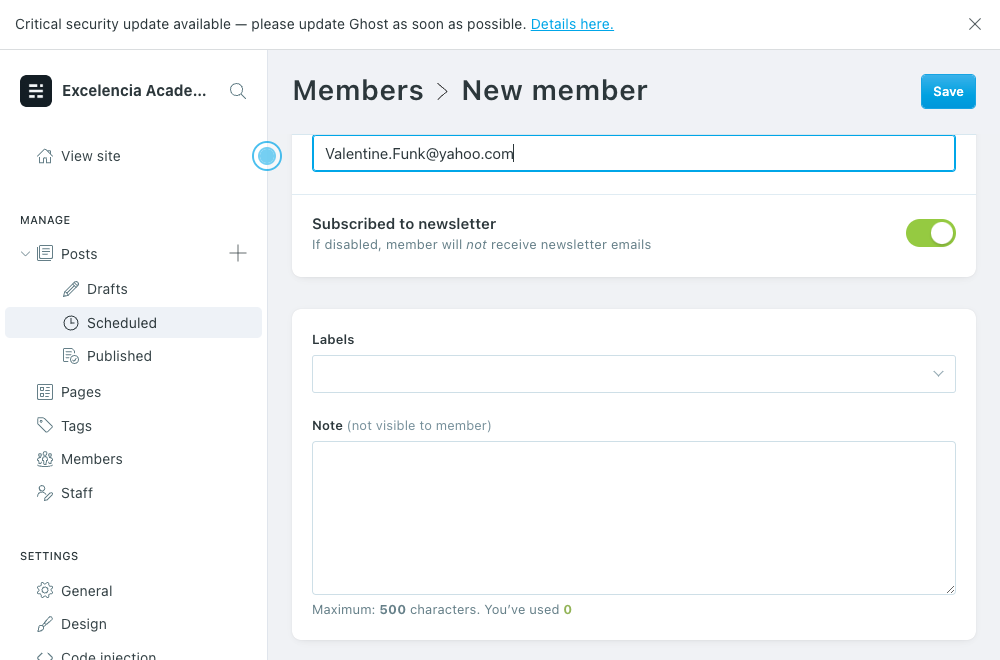 Critical security update available — please update Ghost as soon as possible. Details here.
Excelencia Acade...
Members > New member
Save
Valentine.Funk@yahoo.com
View site
Subscribed to newsletter
If disabled, member will not receive newsletter emails
MANAGE
Posts
Drafts
Scheduled
Published
Pages
Tags
Members
Staff
Labels
Note (not visible to member)
Maximum: 500 characters. You've used 0
SETTINGS
General
Design
Code injection